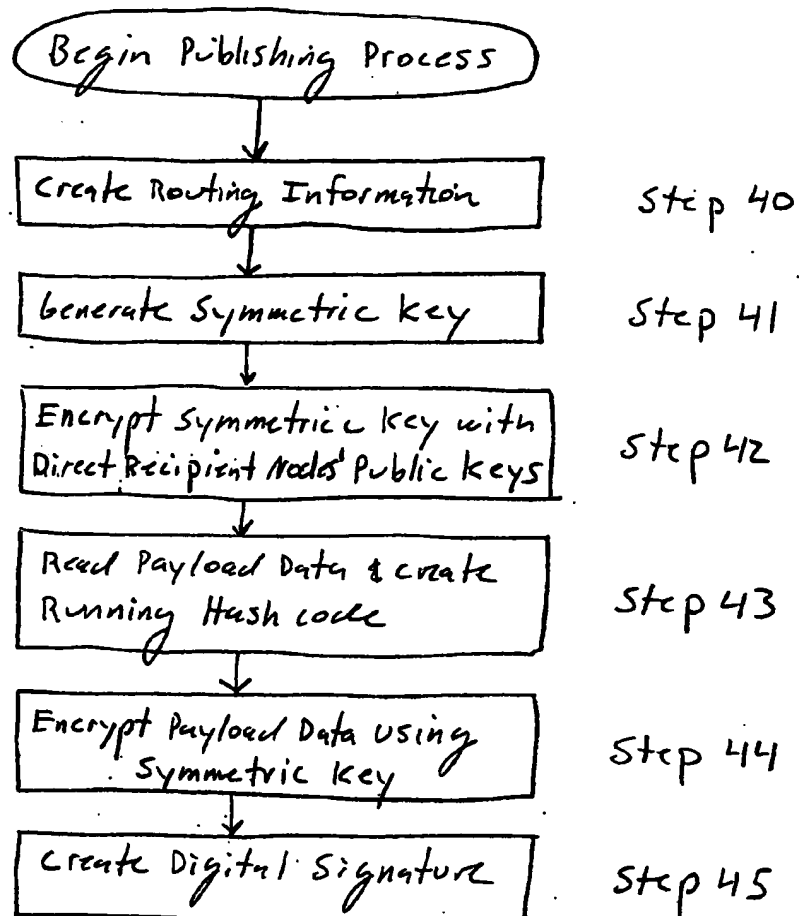 Begin Publishing Process
Create Routing Information
Step 40
Generate Symmetric Key
Step 41
Encrypt Symmetric Key with
Direct Recipient Nodes' Public Keys
Step 42
Read Payload Data & create
Running Hash code
Step 43
Encrypt Payload Data using
Symmetric Key
Step 44
Create Digital Signature
Step 45